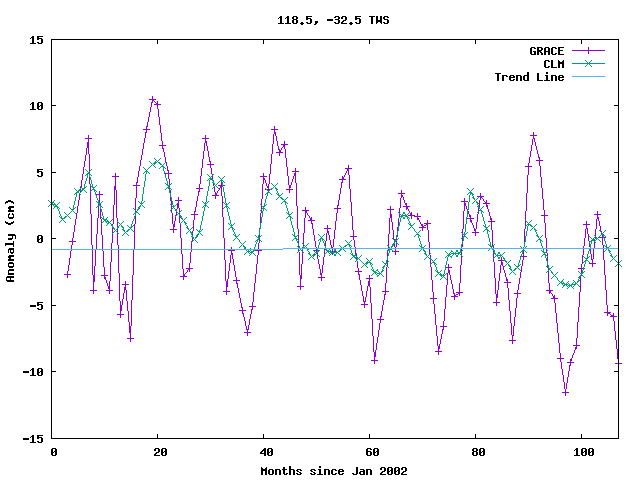 118.5, -32.5 TWS
GRACE
CLM
Trend Line
15
10
5
0
-5
-10
-15
Anomaly (cm)
0 20 40 60 80 100
Months since Jan 2002